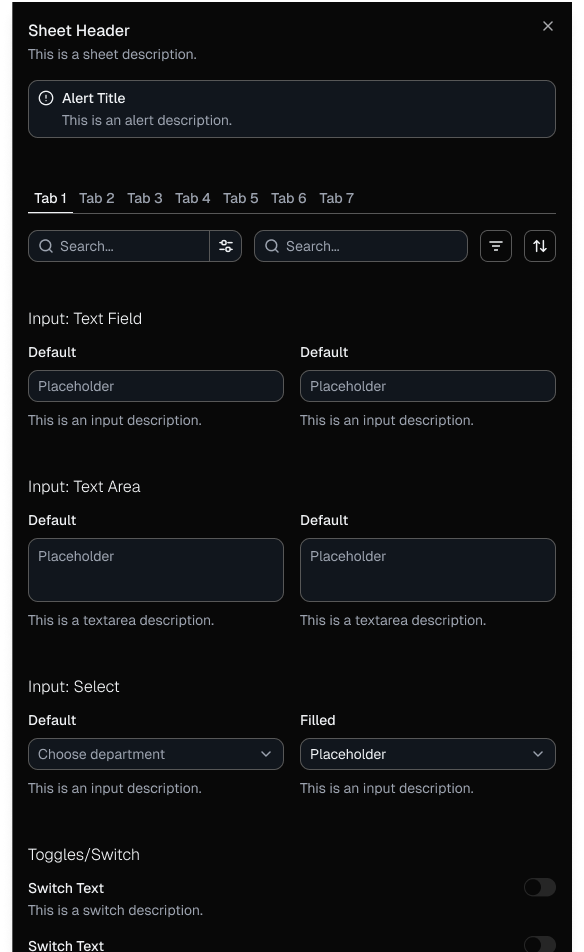 Sheet Header
This is a sheet description.
Alert Title
This is an alert description.
Tab 1 Tab 2 Tab 3 Tab 4 Tab 5 Tab 6 Tab 7
Search... Search...
Input: Text Field
Default Default
Placeholder Placeholder
This is an input description. This is an input description.
Input: Text Area
Default Default
Placeholder Placeholder
This is a textarea description. This is a textarea description.
Input: Select
Default Filled
Choose department Placeholder
This is an input description. This is an input description.
Toggles/Switch
Switch Text
This is a switch description.
Switch Text